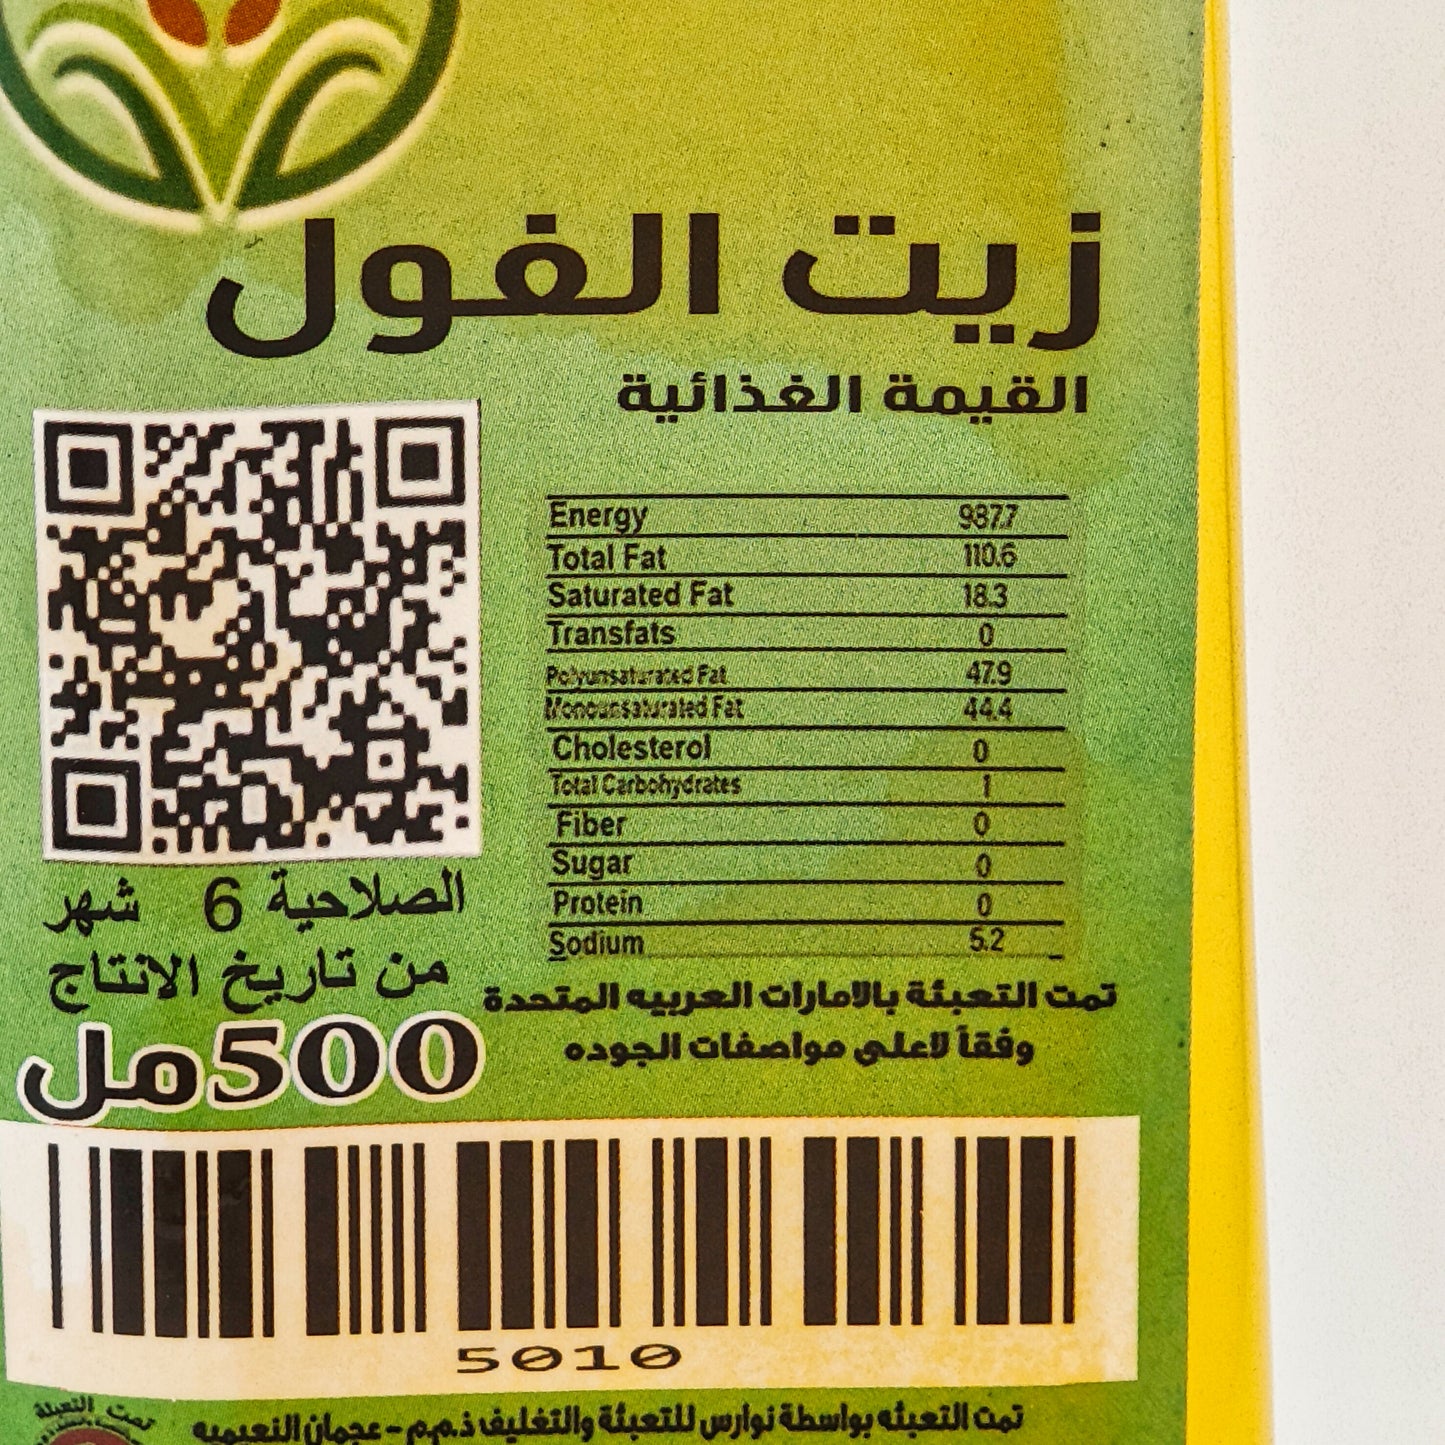 زيت الفول
القيمة الغذائية
Energy 987.7
Total Fat 110.6
Saturated Fat 18.3
Transfats 0
Polyunsaturated Fat 47.9
Monounsaturated Fat 44.4
Cholesterol 0
Total Carbohydrates 1
Fiber 0
Sugar 0
Protein 0
Sodium 5.2
الصلاحية 6 شهر
من تاريخ الانتاج
500مل
تمت التعبئة بالامارات العربيه المتحدة
وفقاً لاعلي مواصفات الجوده
5010
تمت التعبئه بواسطة نوارس للتعبئة والتغليف ذ.م.م - عجمان النعيميه
تمت التعبئة